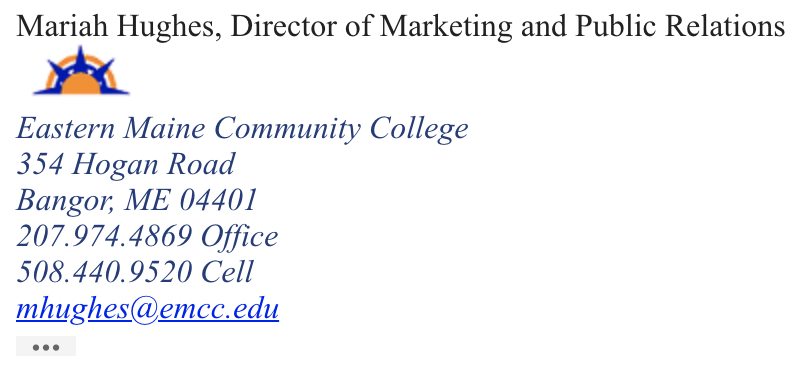 Mariah Hughes, Director of Marketing and Public Relations
Eastern Maine Community College
354 Hogan Road
Bangor, ME 04401
207.974.4869 Office
508.440.9520 Cell
mhughes@emcc.edu